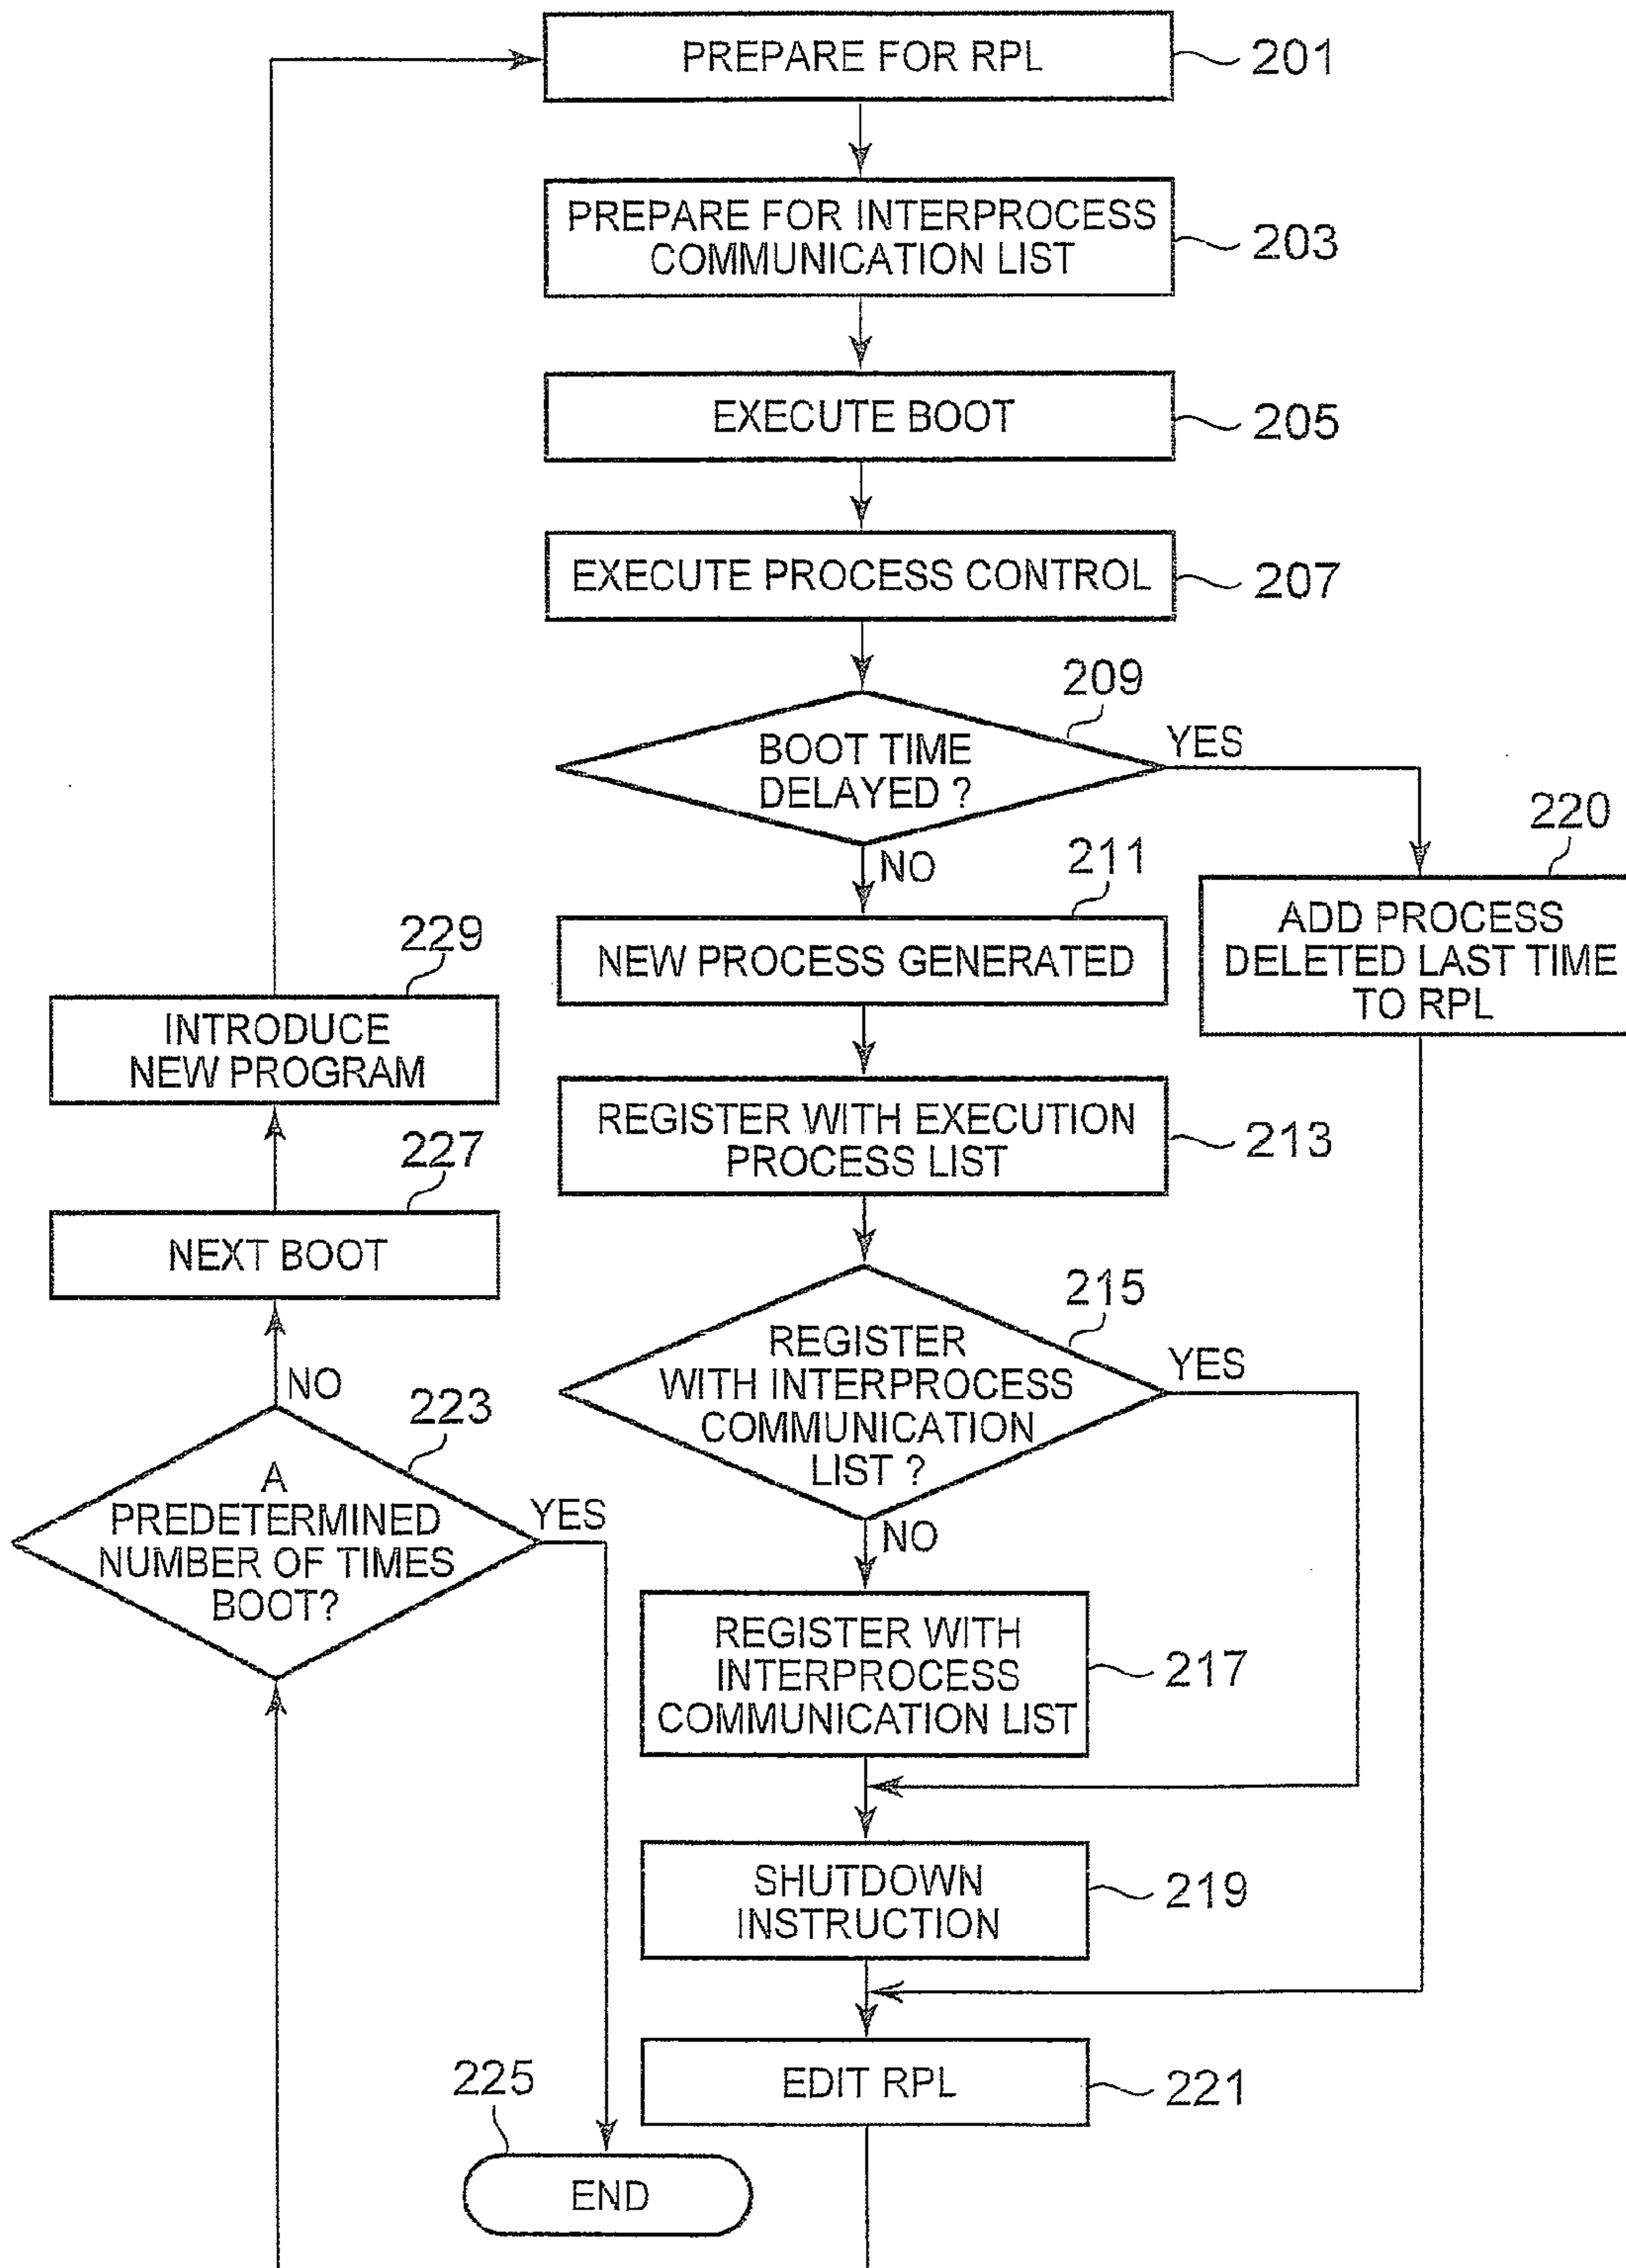 PREPARE FOR RPL
201
PREPARE FOR INTERPROCESS
COMMUNICATION LIST
203
EXECUTE BOOT
205
EXECUTE PROCESS CONTROL
207
209
BOOT TIME
DELAYED ?
YES
NO
220
ADD PROCESS
DELETED LAST TIME
TO RPL
211
NEW PROCESS GENERATED
REGISTER WITH EXECUTION
PROCESS LIST
213
215
REGISTER
WITH INTERPROCESS
COMMUNICATION
LIST ?
YES
NO
REGISTER WITH
INTERPROCESS
COMMUNICATION LIST
217
SHUTDOWN
INSTRUCTION
219
EDIT RPL
221
229
INTRODUCE
NEW PROGRAM
227
NEXT BOOT
NO
223
A
PREDETERMINED
NUMBER OF TIMES
BOOT?
YES
225
END